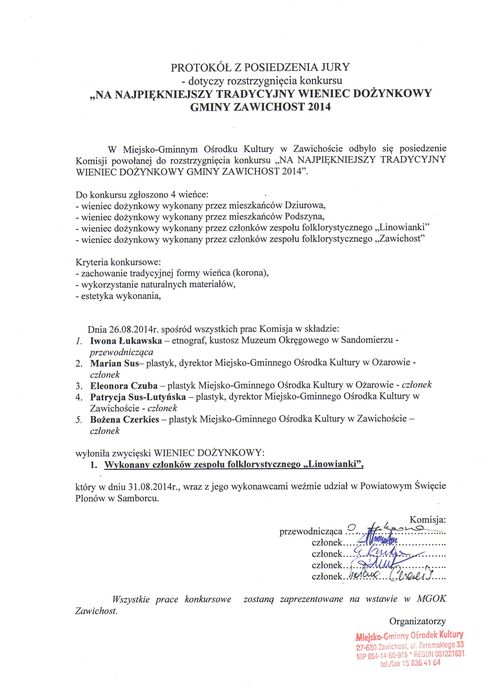 PROTOKÓŁ Z POSIEDZENIA JURY
- dotyczy rozstrzygnięcia konkursu
„NA NAJPIĘKNIEJSZY TRADYCYJNY WIENIEC DOŻYNKOWY
GMINY ZAWICHOST 2014
W Miejsko-Gminnym Ośrodku Kultury w Zawichoście odbyło się posiedzenie
Komisji powołanej do rozstrzygnięcia konkursu „NA NAJPIĘKNIEJSZY TRADYCYJNY
WIENIEC DOŻYNKOWY GMINY ZAWICHOST 2014”.
Do konkursu zgłoszono 4 wieńce:
- wieniec dożynkowy wykonany przez mieszkańców Dziurowa,
- wieniec dożynkowy wykonany przez mieszkańców Podszyna,
- wieniec dożynkowy wykonany przez członków zespołu folklorystycznego „Linowianki”
- wieniec dożynkowy wykonany przez członków zespołu folklorystycznego „Zawichost”
Kryteria konkursowe:
- zachowanie tradycyjnej formy wieńca (korona),
- wykorzystanie naturalnych materiałów,
- estetyka wykonania,
Dnia 26.08.2014r. spośród wszystkich prac Komisja w składzie:
1. Iwona Łukawska – etnograf, kustosz Muzeum Okręgowego w Sandomierzu -
przewodnicząca
2. Marian Sus– plastyk, dyrektor Miejsko-Gminnego Ośrodka Kultury w Ożarowie -
członek
3. Eleonora Czuba – plastyk Miejsko-Gminnego Ośrodka Kultury w Ożarowie - członek
4. Patrycja Sus-Lutyńska – plastyk, dyrektor Miejsko-Gminnego Ośrodka Kultury w
Zawichoście - członek
5. Bożena Czerkies – plastyk Miejsko-Gminnego Ośrodka Kultury w Zawichoście –
członek
wyłoniła zwycięski WIENIEC DOŻYNKOWY:
1. Wykonany członków zespołu folklorystycznego „Linowianki”,
który w dniu 31.08.2014r., wraz z jego wykonawcami weźmie udział w Powiatowym Święcie
Plonów w Samborcu.
Komisja:
przewodnicząca
członek
członek
członek
członek
Wszystkie prace konkursowe zostaną zaprezentowane na wstawie w MGOK
Zawichost.
Organizatorzy
Miejsko-Gminny Ośrodek Kultury
27-630 Zawichost, ul. Żeromskiego 33
NIP 864-14-60-975 * REGON 001221631
tel./fax 15 836 41 64